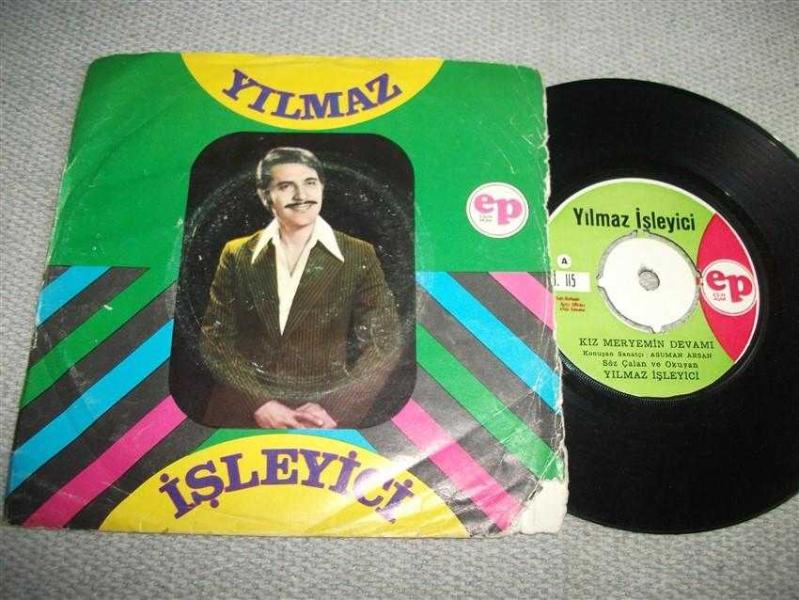 YILMAZ
ep
İŞLEYİCİ
Yılmaz İşleyici
A
115
ep
KIZ MERYEMİN DEVAMI
Konuşan Sanatçı: ASUMAN ARSAN
Söz Çalan ve Okuyan
YILMAZ İŞLEYİCİ